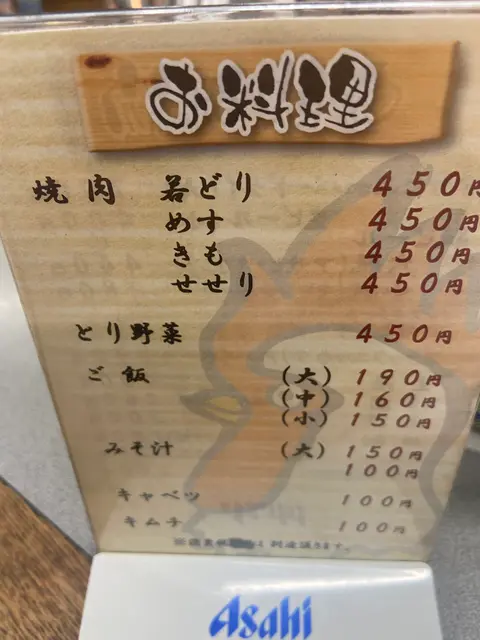 お料理
焼肉 若どり 450円
めす 450円
きも 450円
せせり 450円
とり野菜 450円
ご飯 (大) 190円
(中) 160円
(小) 150円
みそ汁 (大) 150円
100円
キャベツ 100円
キムチ 100円
Asahi